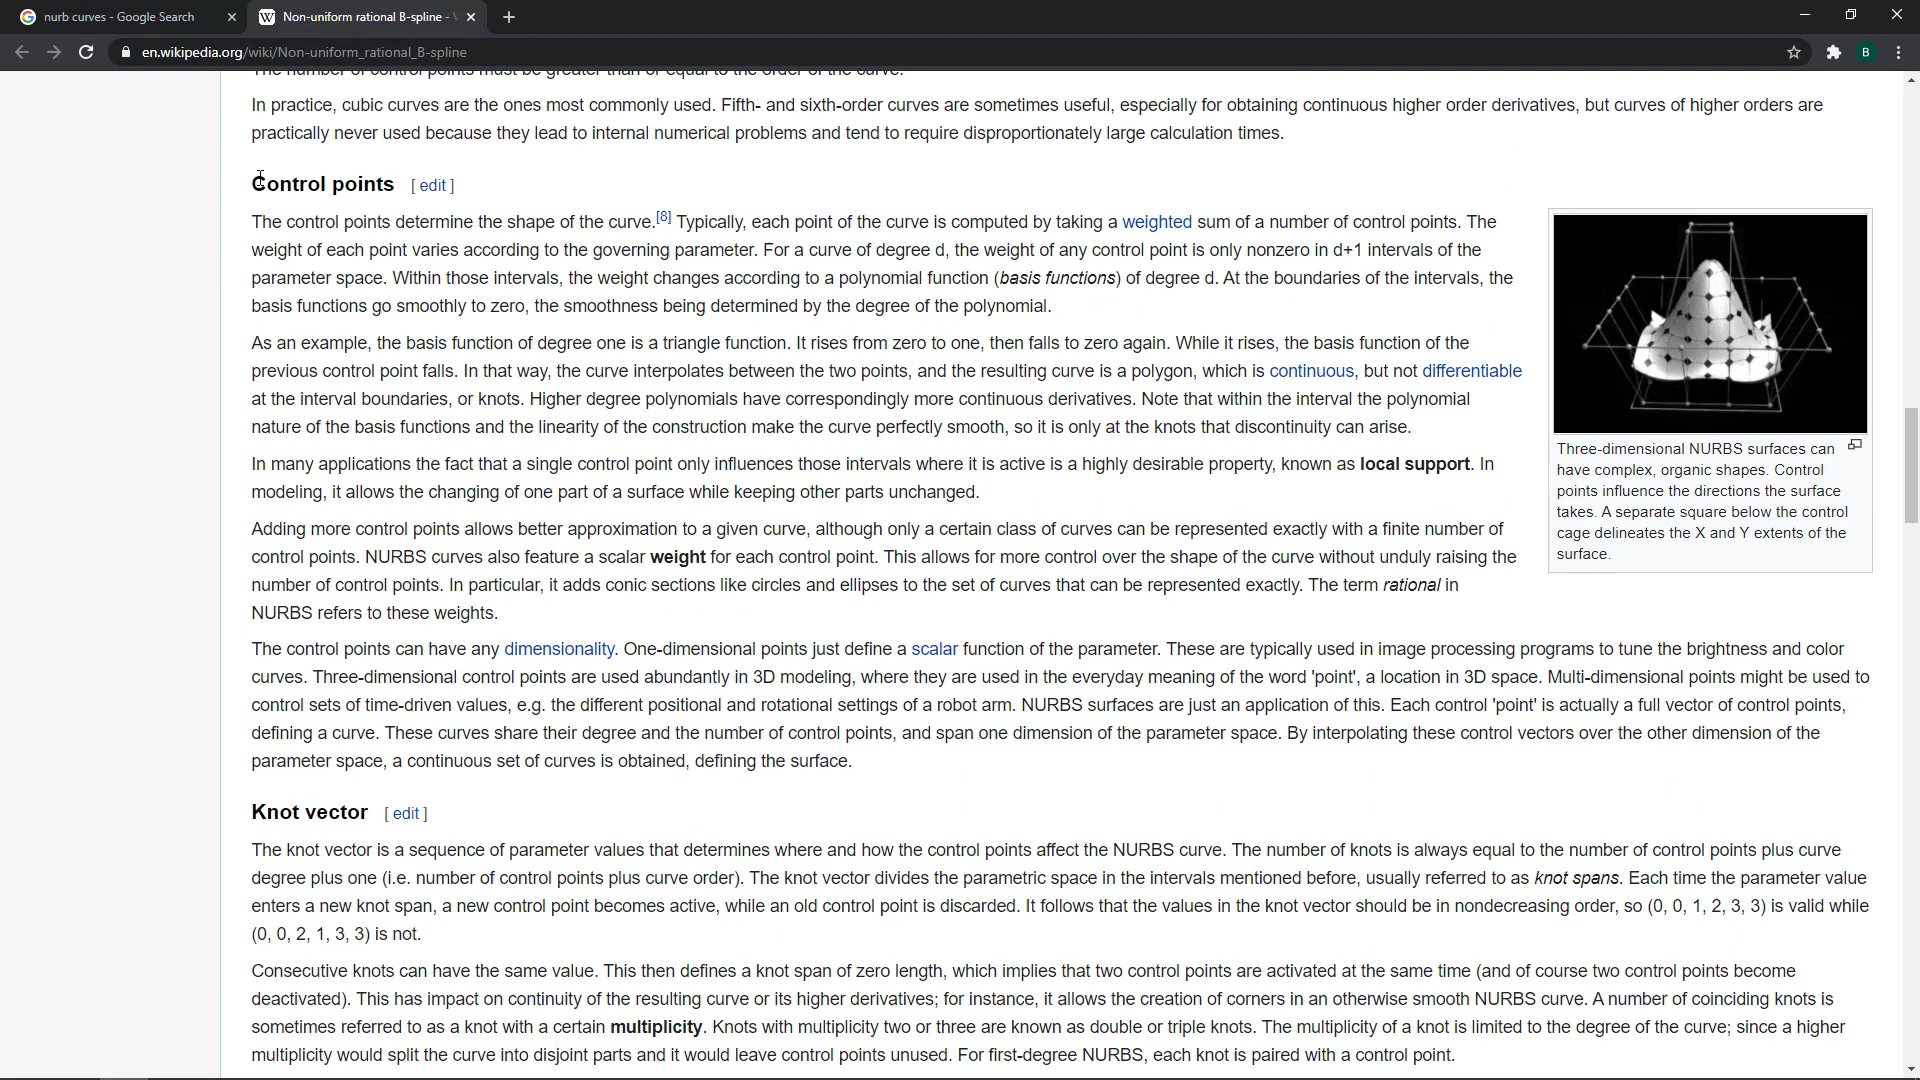 nurb curves - Google Search
Non-uniform rational B-spline -
en.wikipedia.org/wiki/Non-uniform_rational_B-spline
B
The number of control points must be greater than or equal to the order of the curve.
In practice, cubic curves are the ones most commonly used. Fifth- and sixth-order curves are sometimes useful, especially for obtaining continuous higher order derivatives, but curves of higher orders are
practically never used because they lead to internal numerical problems and tend to require disproportionately large calculation times.
Control points [ edit ]
The control points determine the shape of the curve.[8] Typically, each point of the curve is computed by taking a weighted sum of a number of control points. The
weight of each point varies according to the governing parameter. For a curve of degree d, the weight of any control point is only nonzero in d+1 intervals of the
parameter space. Within those intervals, the weight changes according to a polynomial function (basis functions) of degree d. At the boundaries of the intervals, the
basis functions go smoothly to zero, the smoothness being determined by the degree of the polynomial.
As an example, the basis function of degree one is a triangle function. It rises from zero to one, then falls to zero again. While it rises, the basis function of the
previous control point falls. In that way, the curve interpolates between the two points, and the resulting curve is a polygon, which is continuous, but not differentiable
at the interval boundaries, or knots. Higher degree polynomials have correspondingly more continuous derivatives. Note that within the interval the polynomial
nature of the basis functions and the linearity of the construction make the curve perfectly smooth, so it is only at the knots that discontinuity can arise.
In many applications the fact that a single control point only influences those intervals where it is active is a highly desirable property, known as local support. In
modeling, it allows the changing of one part of a surface while keeping other parts unchanged.
Adding more control points allows better approximation to a given curve, although only a certain class of curves can be represented exactly with a finite number of
control points. NURBS curves also feature a scalar weight for each control point. This allows for more control over the shape of the curve without unduly raising the
number of control points. In particular, it adds conic sections like circles and ellipses to the set of curves that can be represented exactly. The term rational in
NURBS refers to these weights.
Three-dimensional NURBS surfaces can
have complex, organic shapes. Control
points influence the directions the surface
takes. A separate square below the control
cage delineates the X and Y extents of the
surface.
The control points can have any dimensionality. One-dimensional points just define a scalar function of the parameter. These are typically used in image processing programs to tune the brightness and color
curves. Three-dimensional control points are used abundantly in 3D modeling, where they are used in the everyday meaning of the word 'point', a location in 3D space. Multi-dimensional points might be used to
control sets of time-driven values, e.g. the different positional and rotational settings of a robot arm. NURBS surfaces are just an application of this. Each control 'point' is actually a full vector of control points,
defining a curve. These curves share their degree and the number of control points, and span one dimension of the parameter space. By interpolating these control vectors over the other dimension of the
parameter space, a continuous set of curves is obtained, defining the surface.
Knot vector [ edit ]
The knot vector is a sequence of parameter values that determines where and how the control points affect the NURBS curve. The number of knots is always equal to the number of control points plus curve
degree plus one (i.e. number of control points plus curve order). The knot vector divides the parametric space in the intervals mentioned before, usually referred to as knot spans. Each time the parameter value
enters a new knot span, a new control point becomes active, while an old control point is discarded. It follows that the values in the knot vector should be in nondecreasing order, so (0, 0, 1, 2, 3, 3) is valid while
(0, 0, 2, 1, 3, 3) is not.
Consecutive knots can have the same value. This then defines a knot span of zero length, which implies that two control points are activated at the same time (and of course two control points become
deactivated). This has impact on continuity of the resulting curve or its higher derivatives; for instance, it allows the creation of corners in an otherwise smooth NURBS curve. A number of coinciding knots is
sometimes referred to as a knot with a certain multiplicity. Knots with multiplicity two or three are known as double or triple knots. The multiplicity of a knot is limited to the degree of the curve; since a higher
multiplicity would split the curve into disjoint parts and it would leave control points unused. For first-degree NURBS, each knot is paired with a control point.